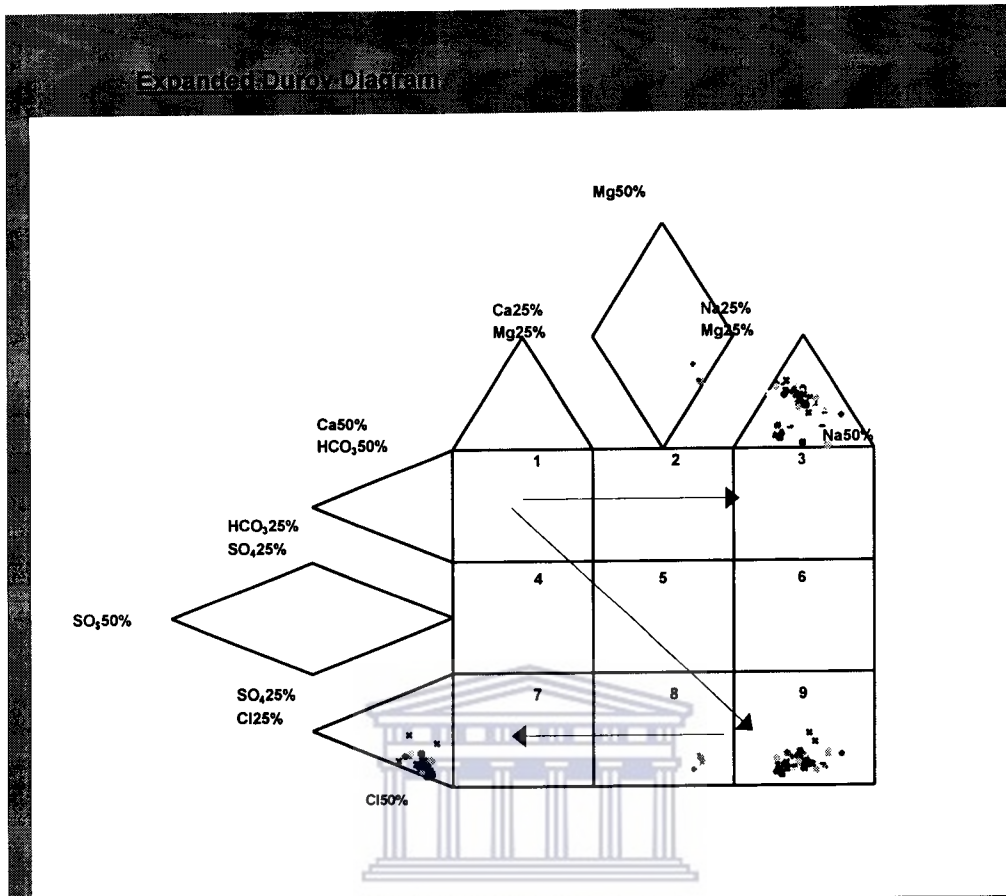 Expanded Durov Diagram
Mg50%
Ca25%
Mg25%
Na25%
Mg25%
Ca50%
HCO₃50%
Na50%
1
2
3
HCO₃25%
SO₄25%
4
5
6
SO₅50%
SO₄25%
Cl25%
7
8
9
Cl50%